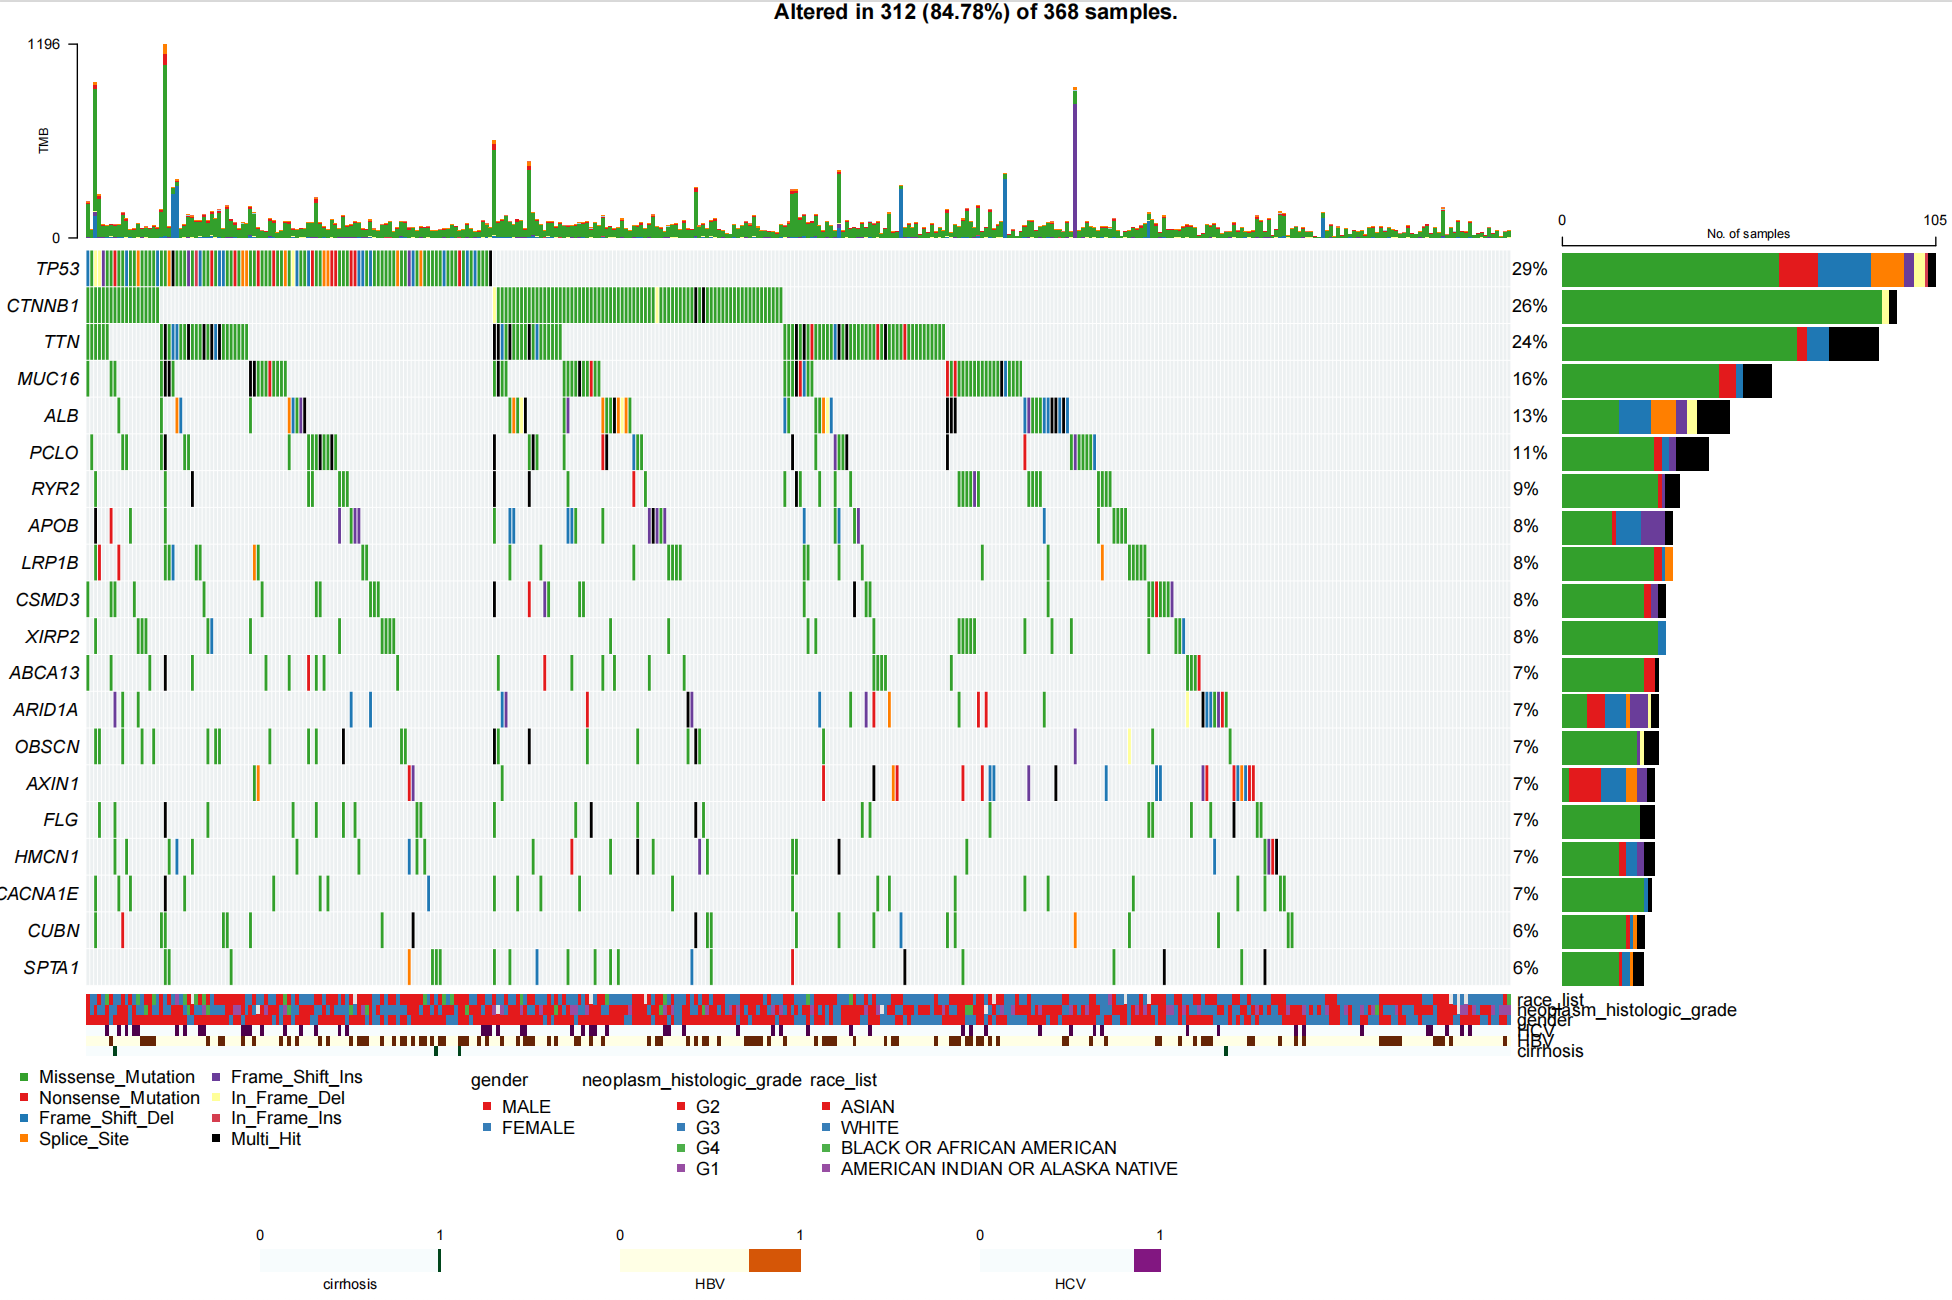 Altered in 312 (84.78%) of 368 samples.
1196
TMB
0
0 105
No. of samples
TP53 29%
CTNNB1 26%
TTN 24%
MUC16 16%
ALB 13%
PCLO 11%
RYR2 9%
APOB 8%
LRP1B 8%
CSMD3 8%
XIRP2 8%
ABCA13 7%
ARID1A 7%
OBSCN 7%
AXIN1 7%
FLG 7%
HMCN1 7%
CACNA1E 7%
CUBN 6%
SPTA1 6%
race_list
neoplasm_histologic_grade
gender
HCV
HBV
cirrhosis
Missense_Mutation Frame_Shift_Ins gender neoplasm_histologic_grade race_list
Nonsense_Mutation In_Frame_Del MALE G2 ASIAN
Frame_Shift_Del In_Frame_Ins FEMALE G3 WHITE
Splice_Site Multi_Hit G4 BLACK OR AFRICAN AMERICAN
G1 AMERICAN INDIAN OR ALASKA NATIVE
0 1 0 1 0 1
cirrhosis HBV HCV